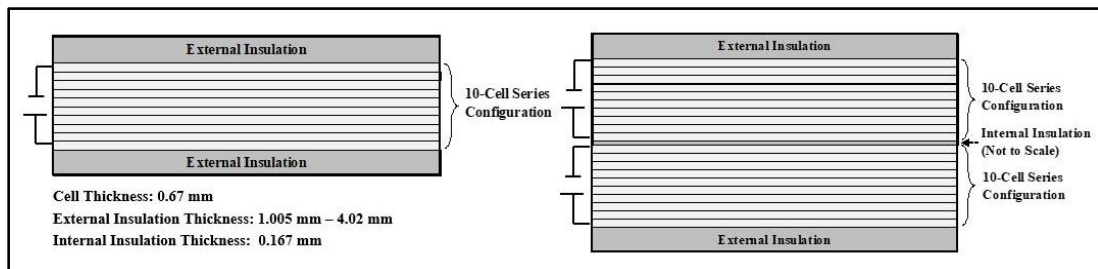 External Insulation
10-Cell Series
Configuration
External Insulation
Cell Thickness: 0.67 mm
External Insulation Thickness: 1.005 mm – 4.02 mm
Internal Insulation Thickness: 0.167 mm
External Insulation
10-Cell Series
Configuration
Internal Insulation
(Not to Scale)
10-Cell Series
Configuration
External Insulation